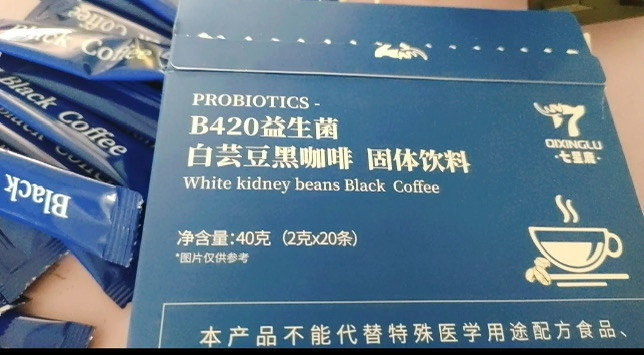 Black Coffee
Black Coffee
Black
PROBIOTICS -
B420益生菌
白芸豆黑咖啡 固体饮料
White kidney beans Black Coffee
QIXINGLU
·七星鹿·
净含量:40克（2克x20条）
*图片仅供参考
本产品不能代替特殊医学用途配方食品、